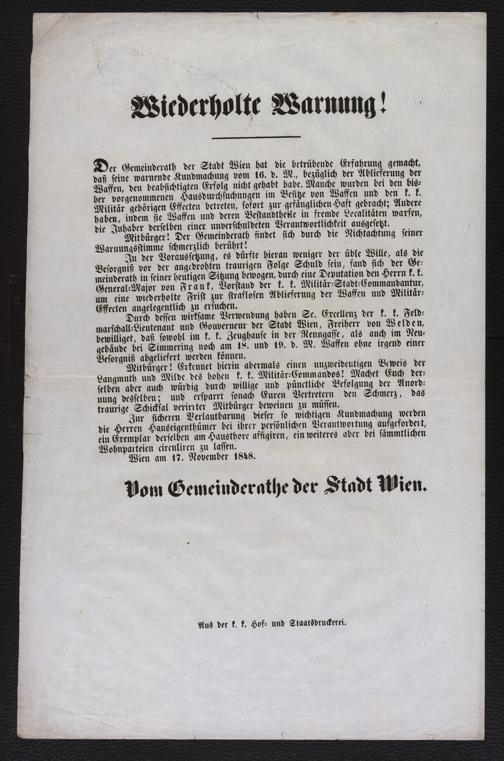 Wiederholte Warnung!
Der Gemeinderath der Stadt Wien hat die betrübende Erfahrung gemacht,
daß seine warnende Kundmachung vom 16. d. M., bezüglich der Ablieferung der
Waffen, den beabsichtigten Erfolg nicht gehabt habe. Manche wurden bei den bis-
her vorgenommenen Hausdurchsuchungen im Besitze von Waffen und den k. k.
Militär gehörigen Effecten betreten, sofort zur gefänglichen Haft gebracht; Andere
haben, indem sie Waffen und deren Bestandtheile in fremde Localitäten warfen,
die Inhaber derselben einer unverschuldeten Verantwortlichkeit ausgesetzt.
Mitbürger! Der Gemeinderath findet sich durch die Nichtachtung seiner
Warnungsstimme schmerzlich berührt!
In der Voraussetzung, es dürfte hieran weniger der üble Wille, als die
Besorgniß vor der angedrohten traurigen Folge Schuld sein, fand sich der Ge-
meinderath in seiner heutigen Sitzung bewogen, durch eine Deputation den Herrn k. k.
General-Major von Frank, Vorstand der k. k. Militär-Stadt-Commandantur,
um eine wiederholte Frist zur straflosen Ablieferung der Waffen und Militär-
Effecten angelegentlich zu ersuchen.
Durch dessen wirksame Verwendung haben Se. Excellenz der k. k. Feld-
marschall-Lieutenant und Gouverneur der Stadt Wien, Freiherr von Welden,
bewilliget, daß sowohl im k. k. Zeughause in der Renngasse, als auch im Neu-
gebände bei Simmering noch am 18. und 19. d. M. Waffen ohne irgend einer
Besorgniß abgeliefert werden können.
Mitbürger! Erkennet hierin abermals einen unzweideutigen Beweis der
Langmuth und Milde des hohen k. k. Militär-Commandos! Machet Euch der-
selben aber auch würdig durch willige und pünctliche Befolgung der Anord-
nung desselben; und ersparrt sonach Euren Vertretern den Schmerz, das
traurige Schicksal verirrter Mitbürger beweinen zu müssen.
Zur sicheren Verlautbarung dieser so wichtigen Kundmachung werden
die Herren Hauseigenthümer bei ihrer persönlichen Verantwortung aufgefordert,
ein Exemplar derselben am Hausthore affigiren, ein weiteres aber bei sämmtlichen
Wohnparteien circuliren zu lassen.
Wien am 17. November 1848.
Vom Gemeinderathe der Stadt Wien.
Aus der k. k. Hof- und Staatsdruckerei.